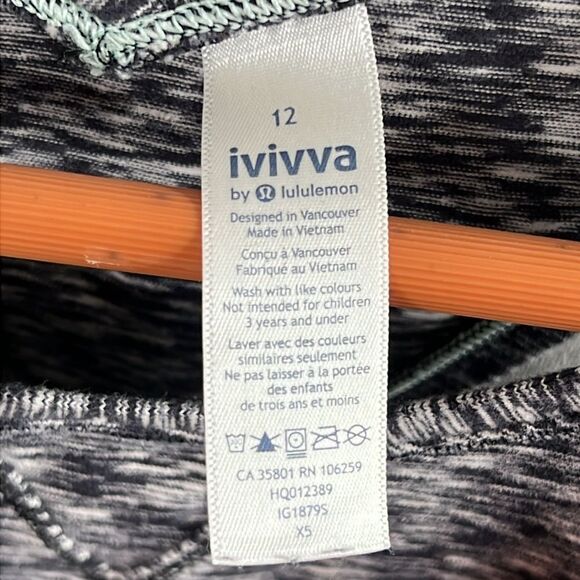 12
ivivva
by lululemon
Designed in Vancouver
Made in Vietnam
Conçu à Vancouver
Fabriqué au Vietnam
Wash with like colours
Not intended for children
3 years and under
Laver avec des couleurs
similaires seulement
Ne pas laisser à la portée
des enfants
de trois ans et moins
CA 35801 RN 106259
HQ012389
IG1879S
X5